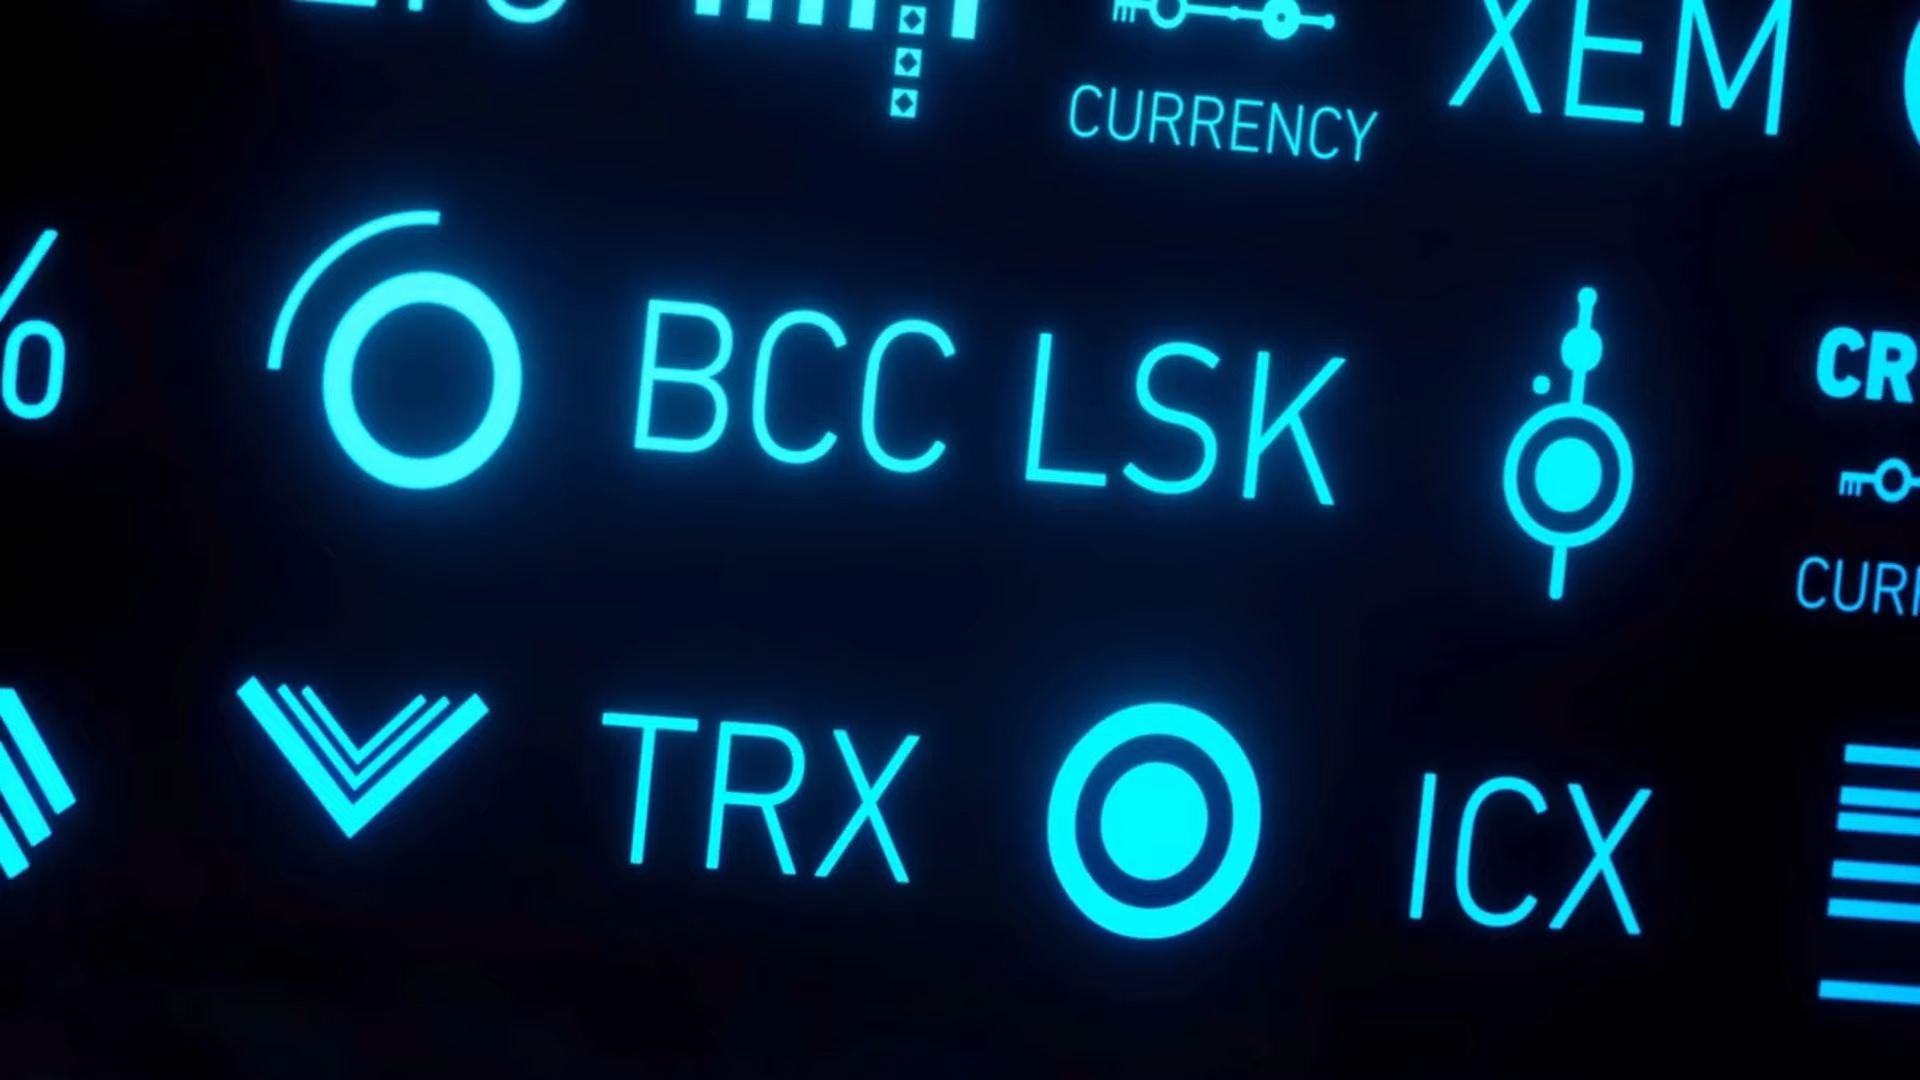 CURRENCY
XEM
%
BCC LSK
TRX
ICX